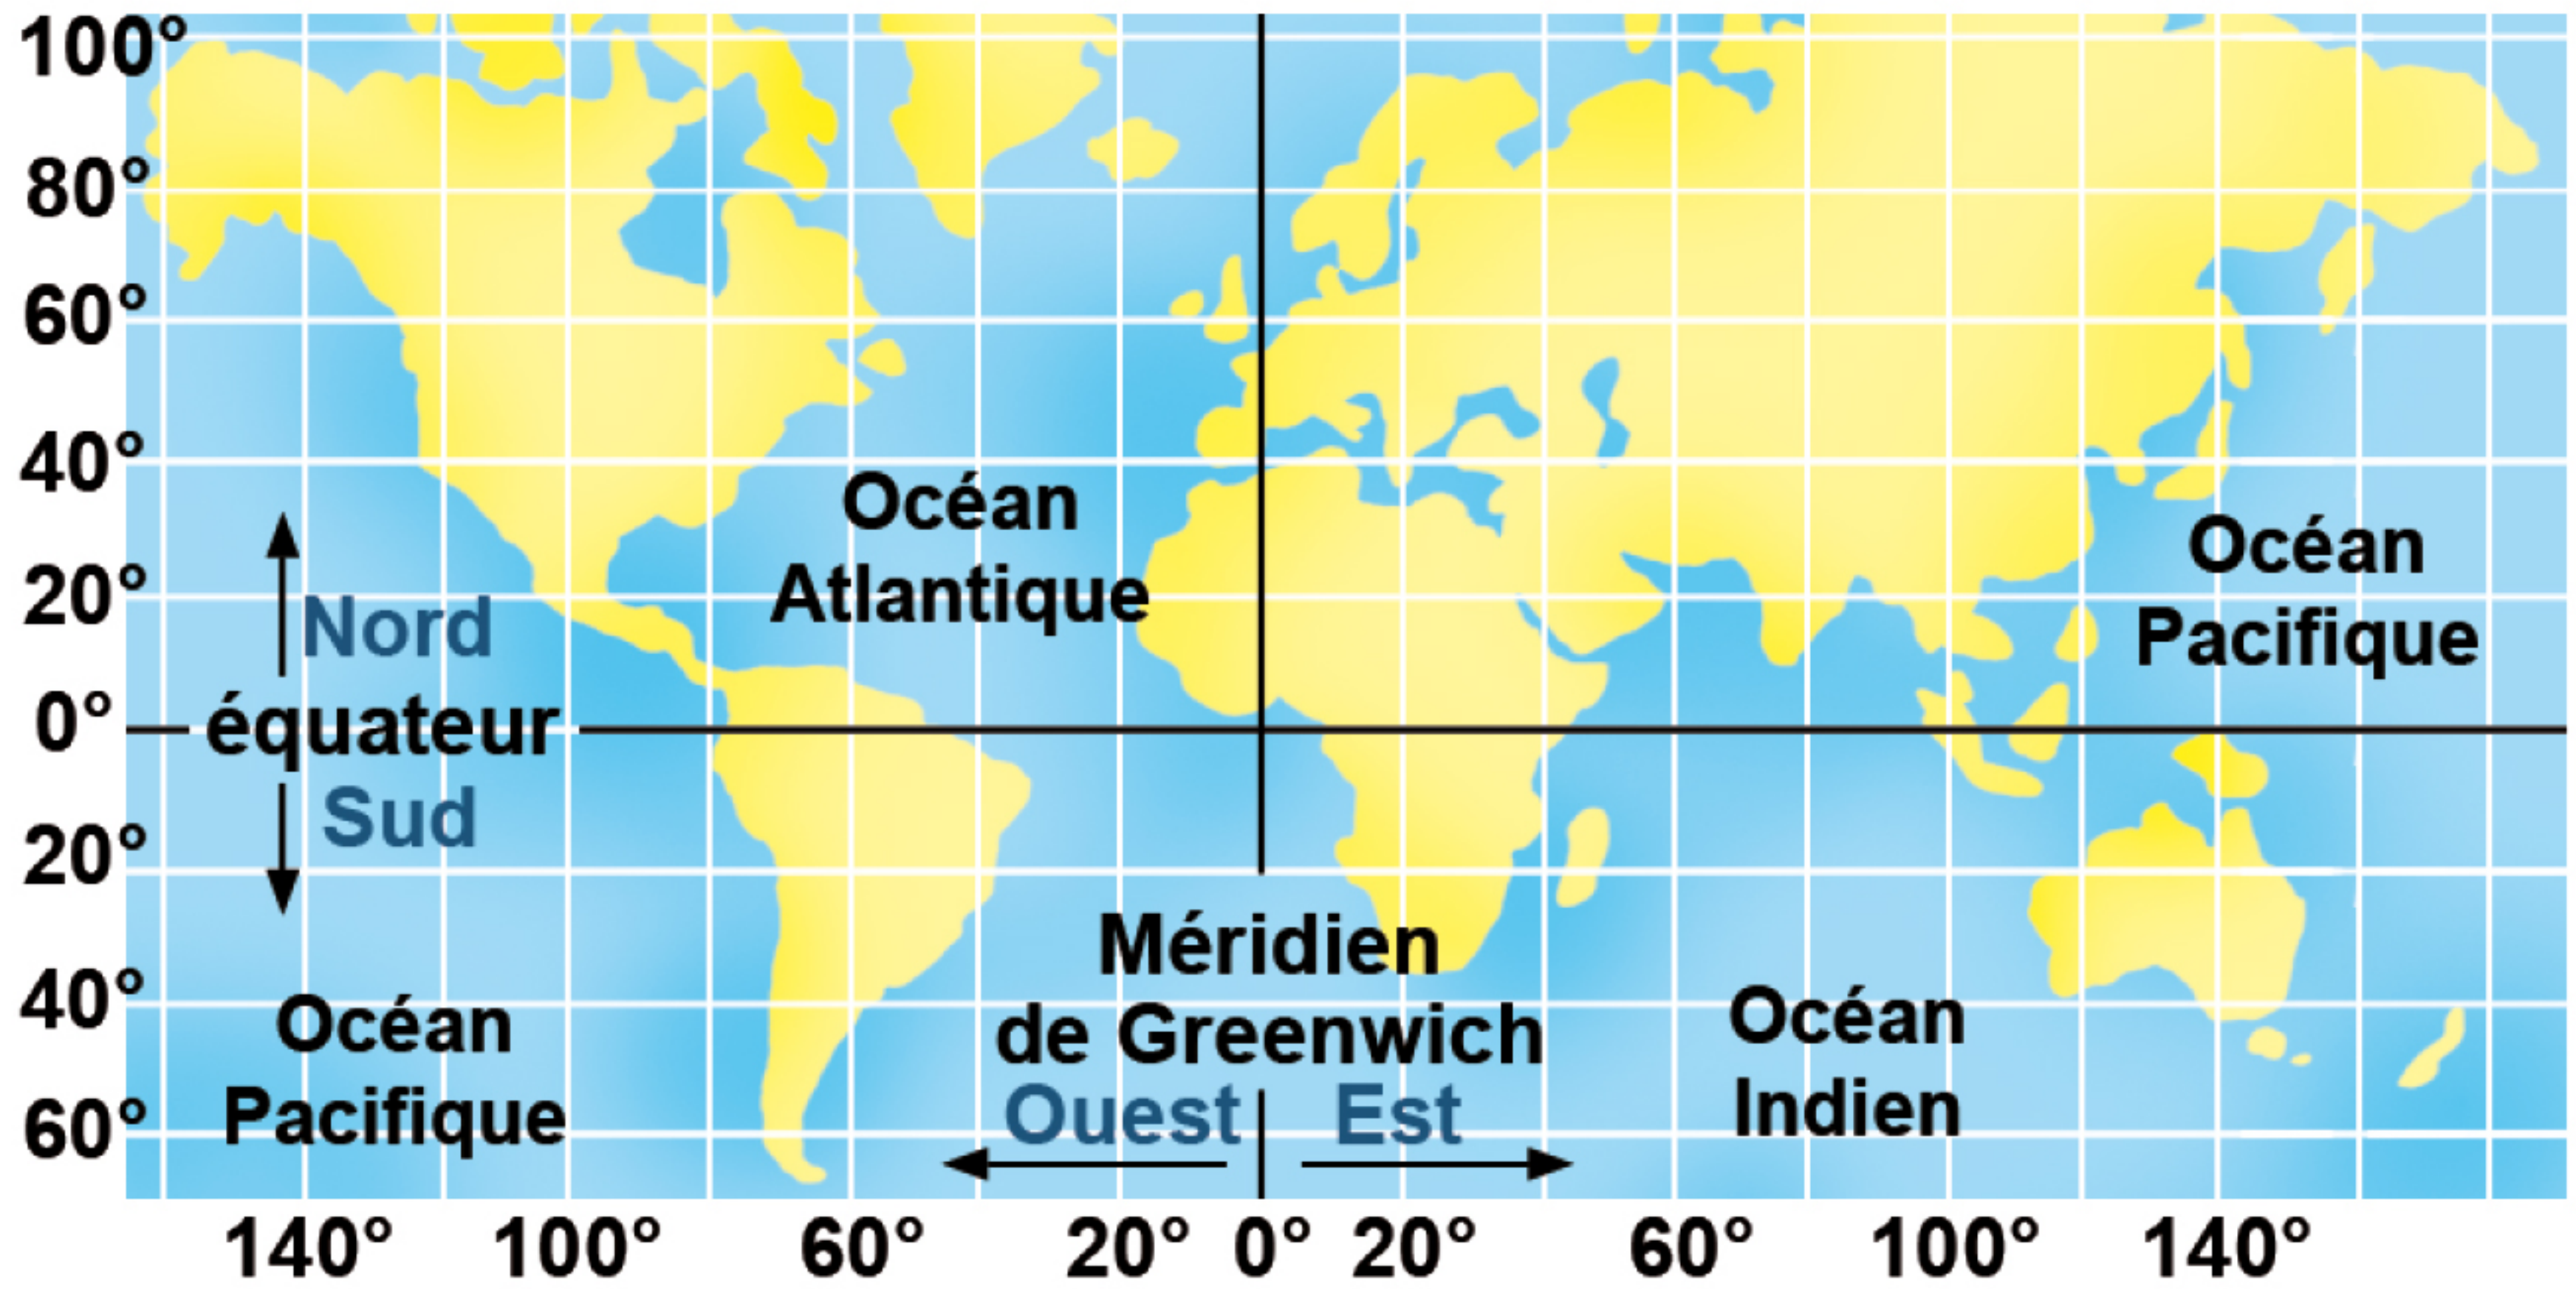 100°
80°
60°
40°
20°
0°
20°
40°
60°
Nord
équateur
Sud
Océan
Atlantique
Océan
Pacifique
Océan
Pacifique
Méridien
de Greenwich
Ouest Est
Océan
Indien
140° 100° 60° 20° 0° 20° 60° 100° 140°